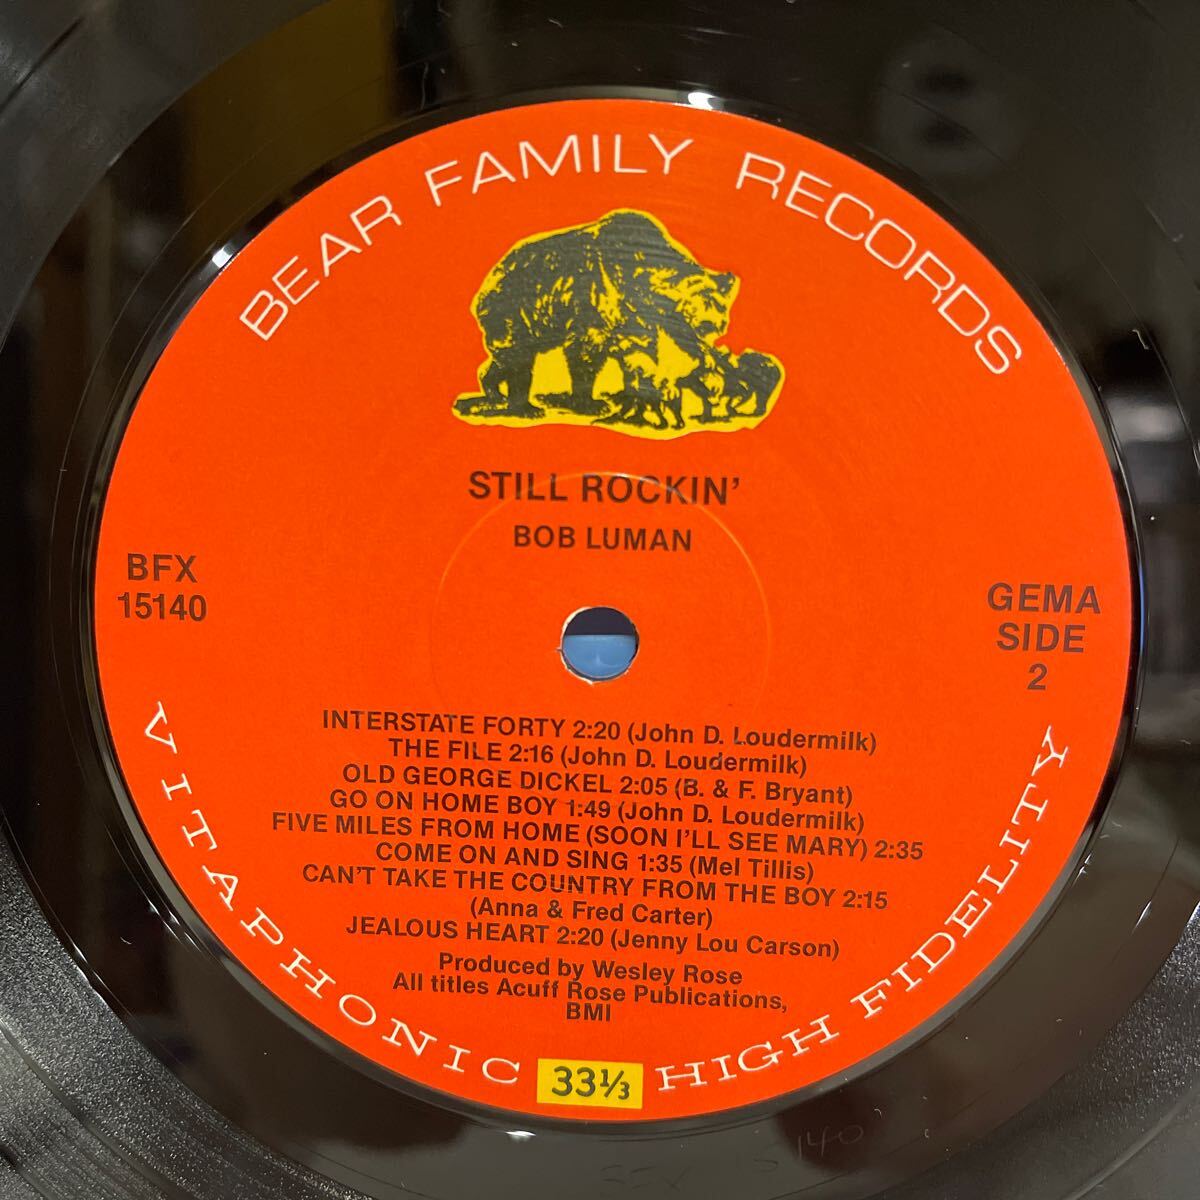 BEAR FAMILY RECORDS
STILL ROCKIN'
BOB LUMAN
BFX
15140
GEMA
SIDE
2
INTERSTATE FORTY 2:20 (John D. Loudermilk)
THE FILE 2:16 (John D. Loudermilk)
OLD GEORGE DICKEL 2:05 (B. & F. Bryant)
GO ON HOME BOY 1:49 (John D. Loudermilk)
FIVE MILES FROM HOME (SOON I'LL SEE MARY) 2:35
COME ON AND SING 1:35 (Mel Tillis)
CAN'T TAKE THE COUNTRY FROM THE BOY 2:15
(Anna & Fred Carter)
JEALOUS HEART 2:20 (Jenny Lou Carson)
Produced by Wesley Rose
All titles Acuff Rose Publications,
BMI
VITAPHONIC HIGH FIDELITY
33⅓